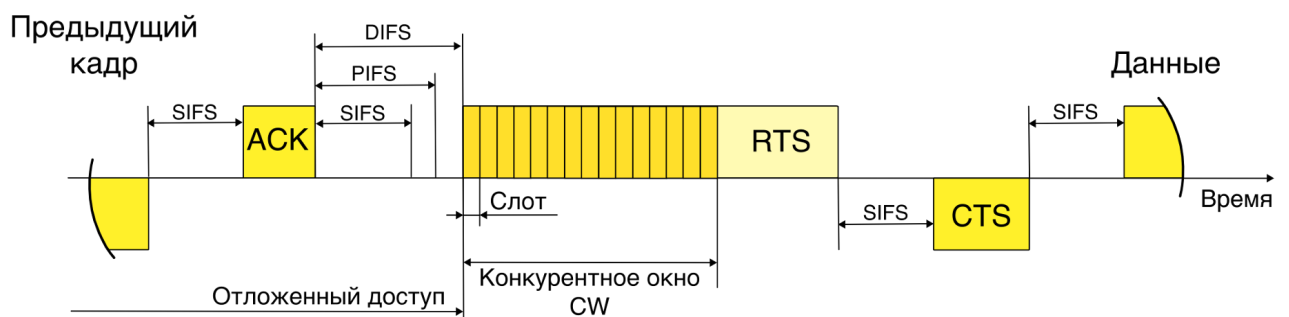 Предыдущий
кадр
DIFS
PIFS
SIFS
SIFS
ACK
RTS
SIFS
CTS
SIFS
Данные
Время
Слот
Конкурентное окно
CW
Отложенный доступ